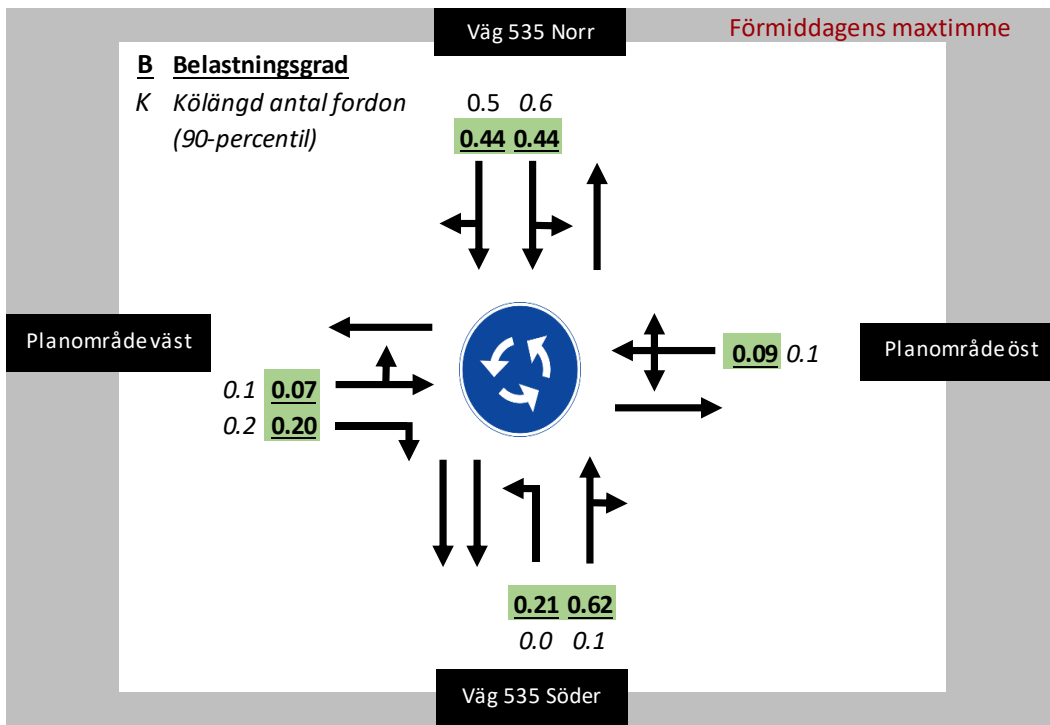 Väg 535 Norr
Förmiddagens maxtimme
B Belastningsgrad
K Kölängd antal fordon
(90-percentil)
0.5 0.6
0.44 0.44
Planområde väst
0.09 0.1
Planområde öst
0.1 0.07
0.2 0.20
0.21 0.62
0.0 0.1
Väg 535 Söder